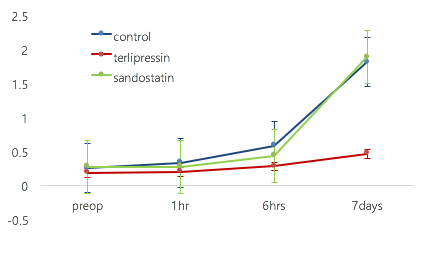 2.5
2
1.5
1
0.5
0
-0.5
control
terlipressin
sandostatin
preop 1hr 6hrs 7days